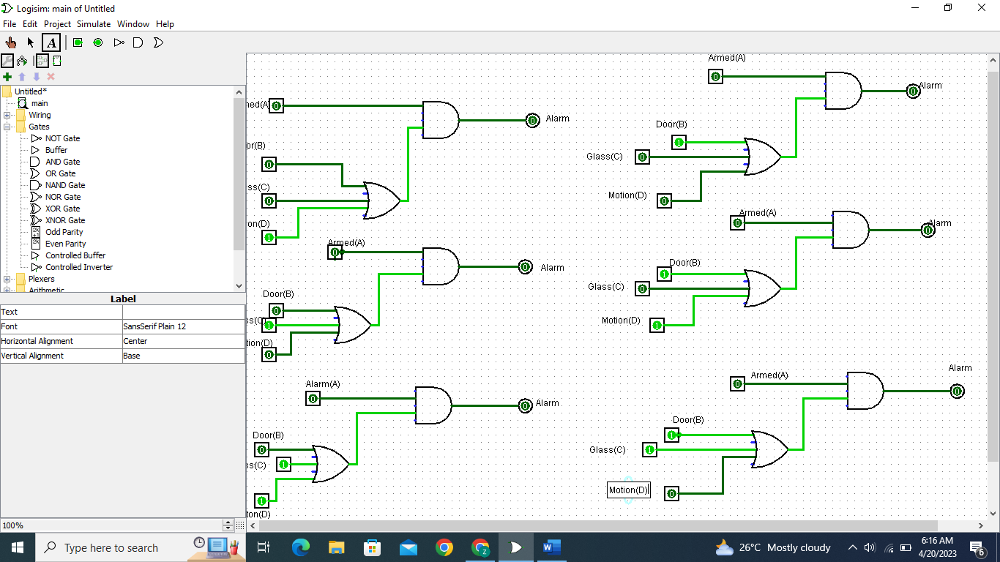 Logisim: main of Untitled
File Edit Project Simulate Window Help
A
Untitled*
main
Wiring
Gates
NOT Gate
Buffer
AND Gate
OR Gate
NAND Gate
NOR Gate
XOR Gate
XNOR Gate
Odd Parity
Even Parity
Controlled Buffer
Controlled Inverter
Plexers
Arithmetic
Label
Text
Font SansSerif Plain 12
Horizontal Alignment Center
Vertical Alignment Base
100%
med(A
0
0
Alarm
or(B)
0
ss(C)
0
on(D)
1
Armed(A)
0
0
Alarm
Door(B)
0
ss(C)
1
tion(D)
0
Alarm(A)
0
0
Alarm
Door(B)
0
ss(C)
1
1
ton(D)
Armed(A)
0
0
Alarm
Door(B)
1
Glass(C)
0
Motion(D)
0
Armed(A)
0
0
Alarm
Door(B)
1
Glass(C)
0
Motion(D)
1
Armed(A)
0
0
Alarm
Door(B)
1
Glass(C)
1
Motion(D)
0
Type here to search
26°C Mostly cloudy
6:16 AM
4/20/2023
6